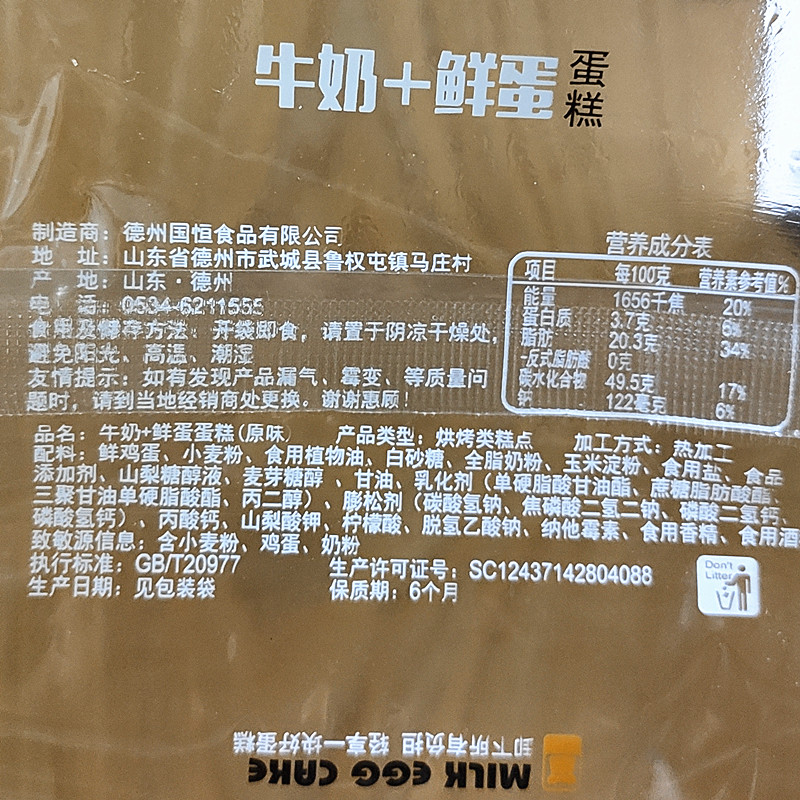 牛奶+鲜蛋蛋糕
制造商：德州国恒食品有限公司
地 址：山东省德州市武城县鲁权屯镇马庄村
产 地：山东·德州
电 话：0534-6211555
食用及储存方法：开袋即食，请置于阴凉干燥处，
避免阳光、高温、潮湿
友情提示：如有发现产品漏气、霉变、等质量问
题时，请到当地经销商处更换。谢谢惠顾！
营养成分表
项目 每100克 营养素参考值%
能量 1656千焦 20%
蛋白质 3.7克 6%
脂肪 20.3克 34%
-反式脂肪酸 0克
碳水化合物 49.5克 17%
钠 122毫克 6%
品名：牛奶+鲜蛋蛋糕（原味） 产品类型：烘烤类糕点 加工方式：热加工
配料：鲜鸡蛋、小麦粉、食用植物油、白砂糖、全脂奶粉、玉米淀粉、食用盐、食品
添加剂、山梨糖醇液、麦芽糖醇、甘油、乳化剂（单硬脂酸甘油酯、蔗糖脂肪酸酯、
三聚甘油单硬脂酸酯、丙二醇）、膨松剂（碳酸氢钠、焦磷酸二氢二钠、磷酸二氢钙、
磷酸氢钙）、丙酸钙、山梨酸钾、柠檬酸、脱氢乙酸钠、纳他霉素、食用香精、食用酒
致敏源信息：含小麦粉、鸡蛋、奶粉
执行标准：GB/T20977 生产许可证号：SC12437142804088
生产日期：见包装袋 保质期：6个月
Don't
Litter
卸下所有负担 轻享一块好蛋糕
MILK EGG CAKE